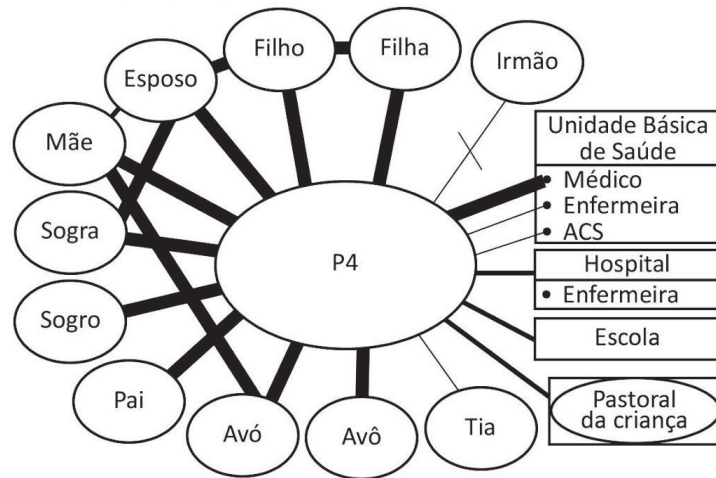 Filho
Filha
Irmão
Esposo
Mãe
Sogra
Sogro
Pai
Avó
Avô
Tia
P4
Unidade Básica
de Saúde
• Médico
• Enfermeira
• ACS
Hospital
• Enfermeira
Escola
Pastoral
da criança